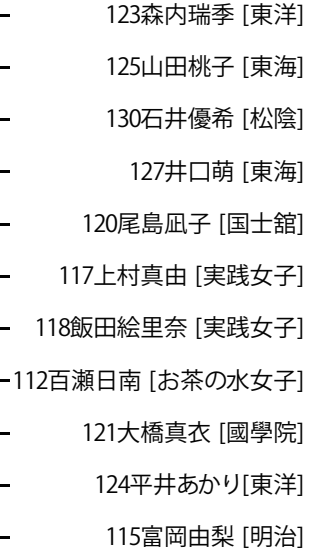 123森内瑞季 [東洋]
125山田桃子 [東海]
130石井優希 [松陰]
127井口萌 [東海]
120尾島凪子 [国士舘]
117上村真由 [実践女子]
118飯田絵里奈 [実践女子]
112百瀬日南 [お茶の水女子]
121大橋真衣 [國學院]
124平井あかり[東洋]
115富岡由梨 [明治]